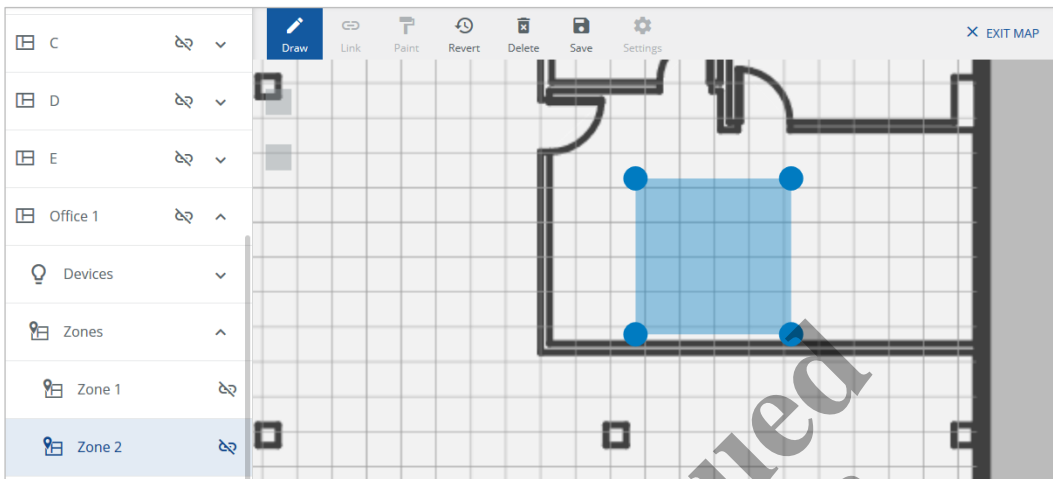 C
D
E
Office 1
Devices
Zones
Zone 1
Zone 2
Draw
Link
Paint
Revert
Delete
Save
Settings
EXIT MAP